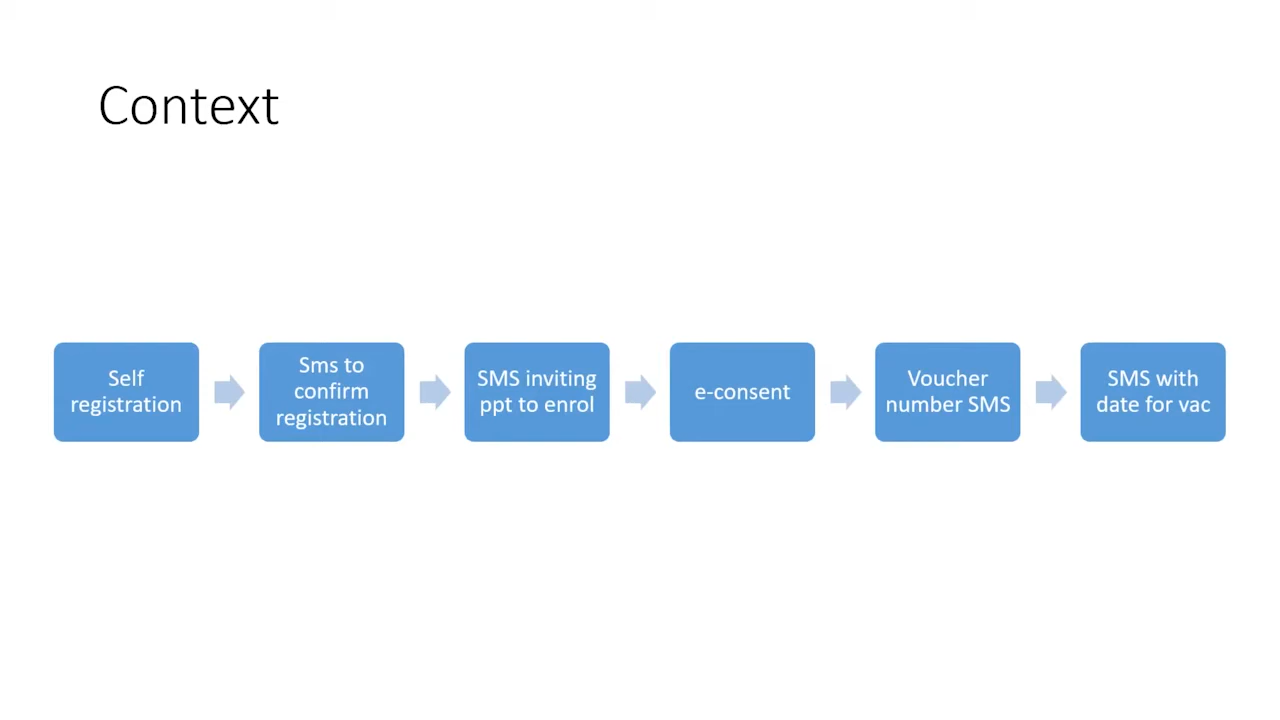 Context
Self
registration
Sms to
confirm
registration
SMS inviting
ppt to enrol
e-consent
Voucher
number SMS
SMS with
date for vac